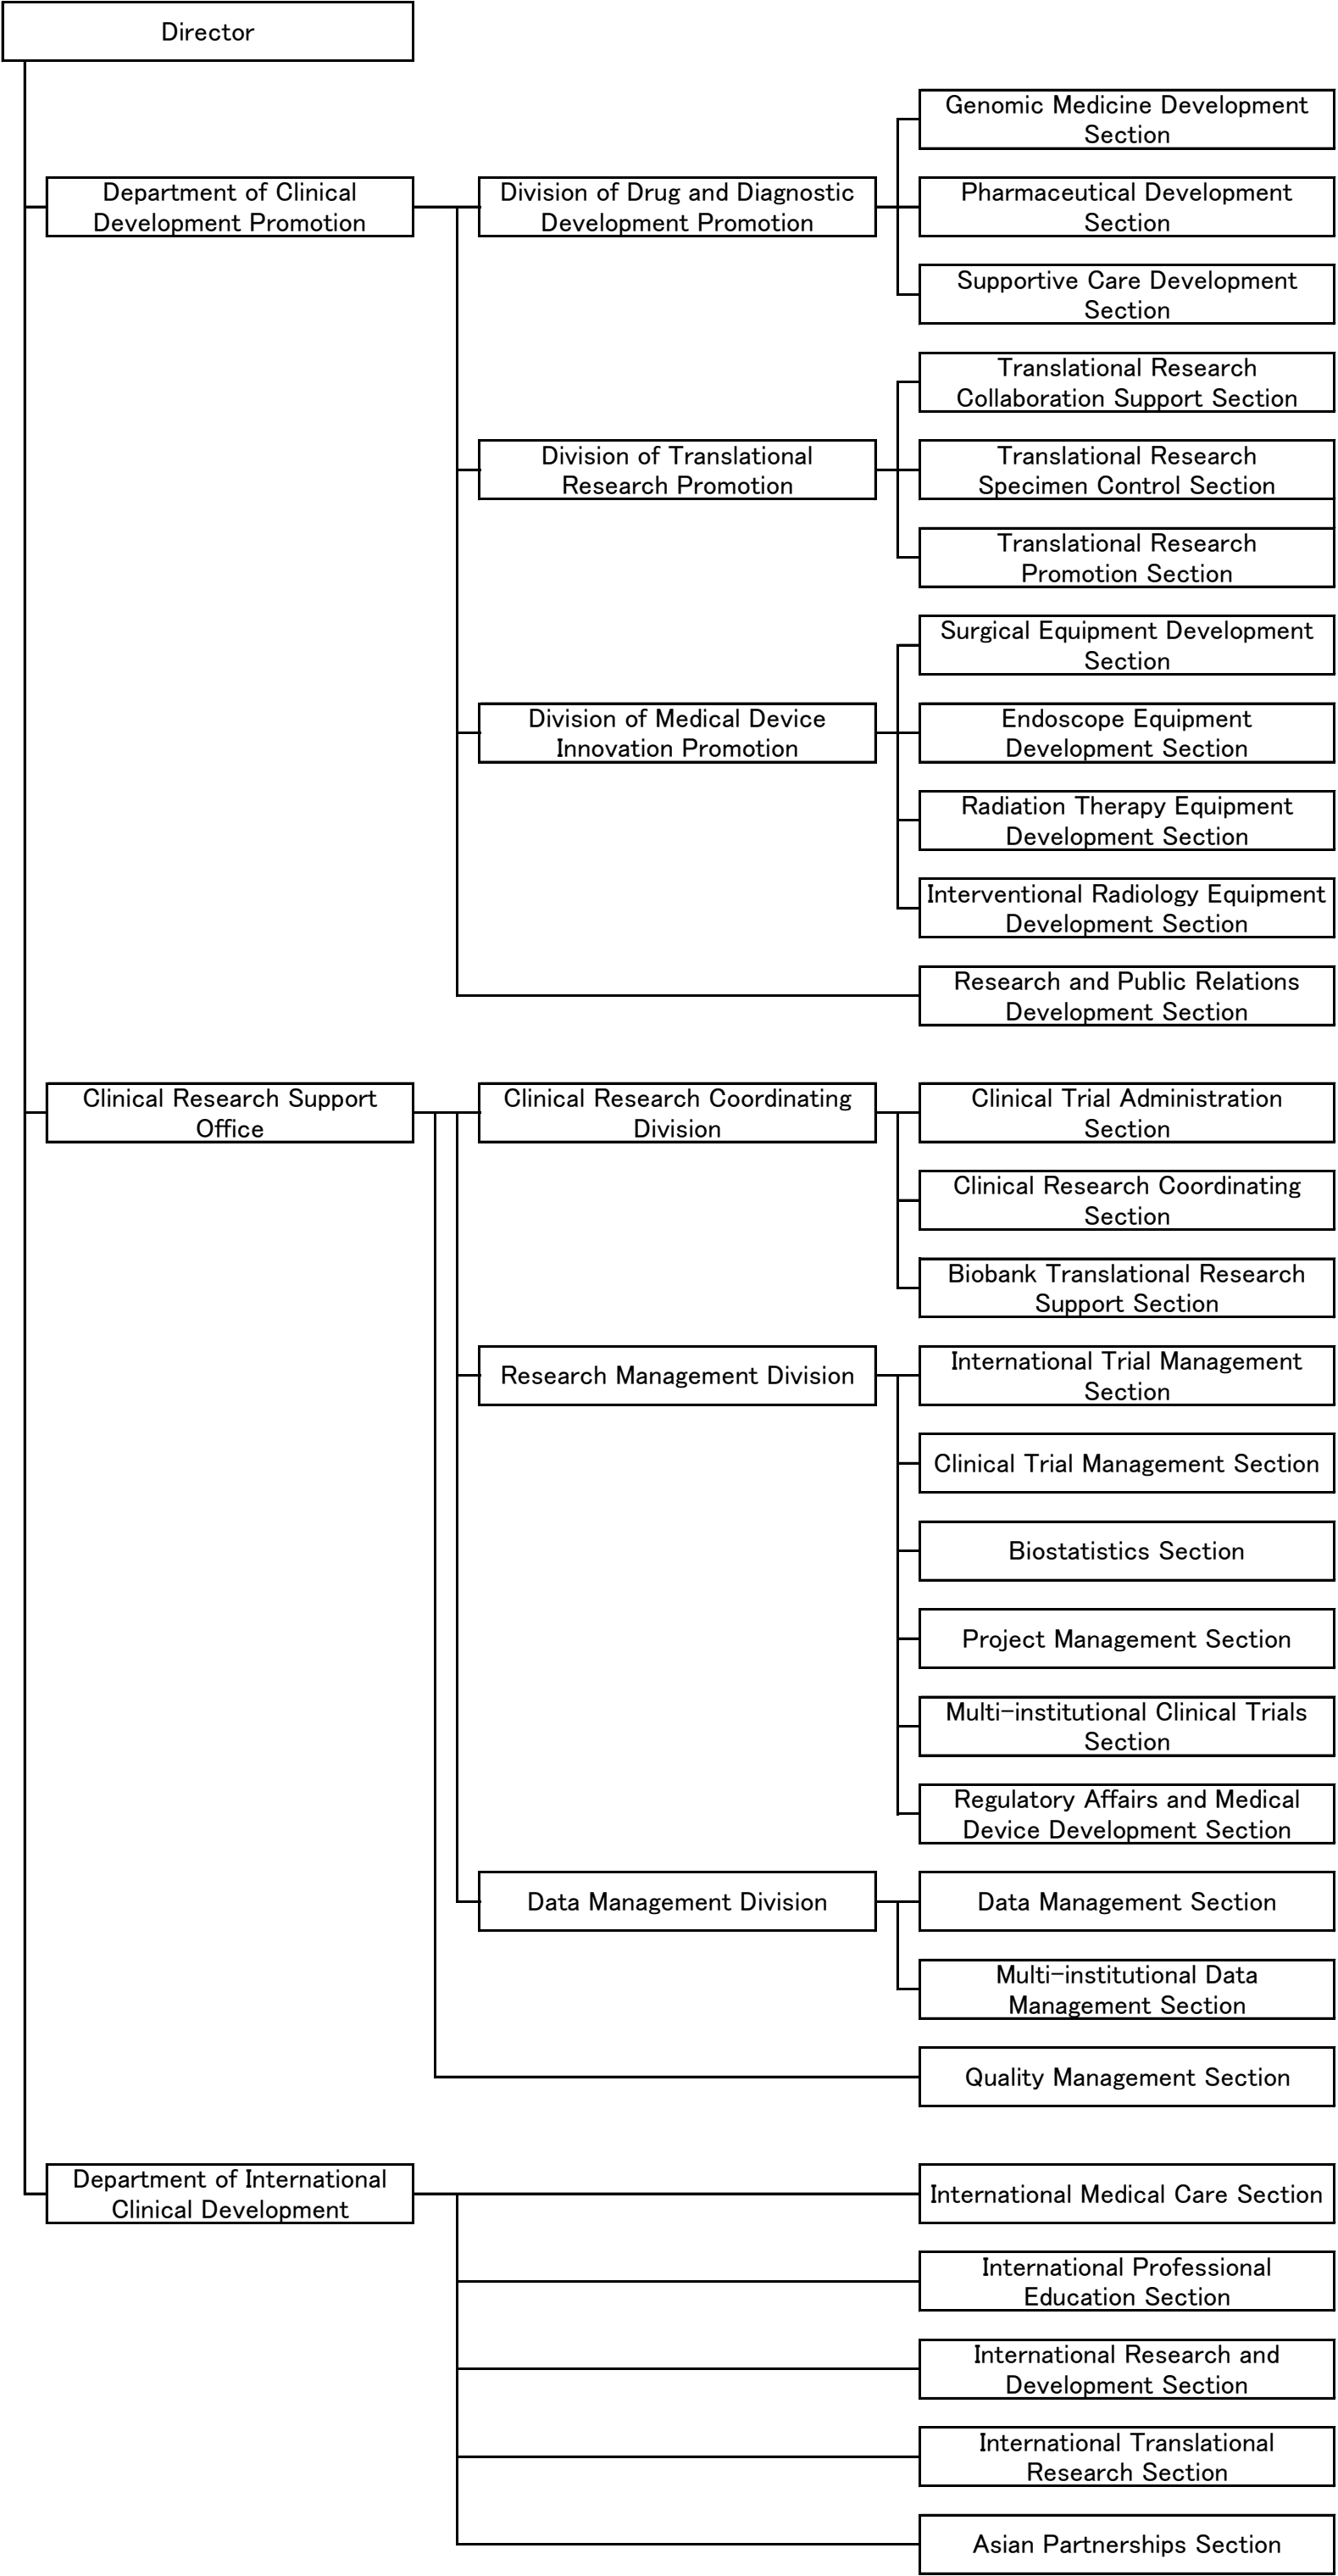 Director
Genomic Medicine Development
Section
Department of Clinical
Development Promotion
Division of Drug and Diagnostic
Development Promotion
Pharmaceutical Development
Section
Supportive Care Development
Section
Translational Research
Collaboration Support Section
Division of Translational
Research Promotion
Translational Research
Specimen Control Section
Translational Research
Promotion Section
Surgical Equipment Development
Section
Division of Medical Device
Innovation Promotion
Endoscope Equipment
Development Section
Radiation Therapy Equipment
Development Section
Interventional Radiology Equipment
Development Section
Research and Public Relations
Development Section
Clinical Research Support
Office
Clinical Research Coordinating
Division
Clinical Trial Administration
Section
Clinical Research Coordinating
Section
Biobank Translational Research
Support Section
Research Management Division
International Trial Management
Section
Clinical Trial Management Section
Biostatistics Section
Project Management Section
Multi-institutional Clinical Trials
Section
Regulatory Affairs and Medical
Device Development Section
Data Management Division
Data Management Section
Multi-institutional Data
Management Section
Quality Management Section
Department of International
Clinical Development
International Medical Care Section
International Professional
Education Section
International Research and
Development Section
International Translational
Research Section
Asian Partnerships Section